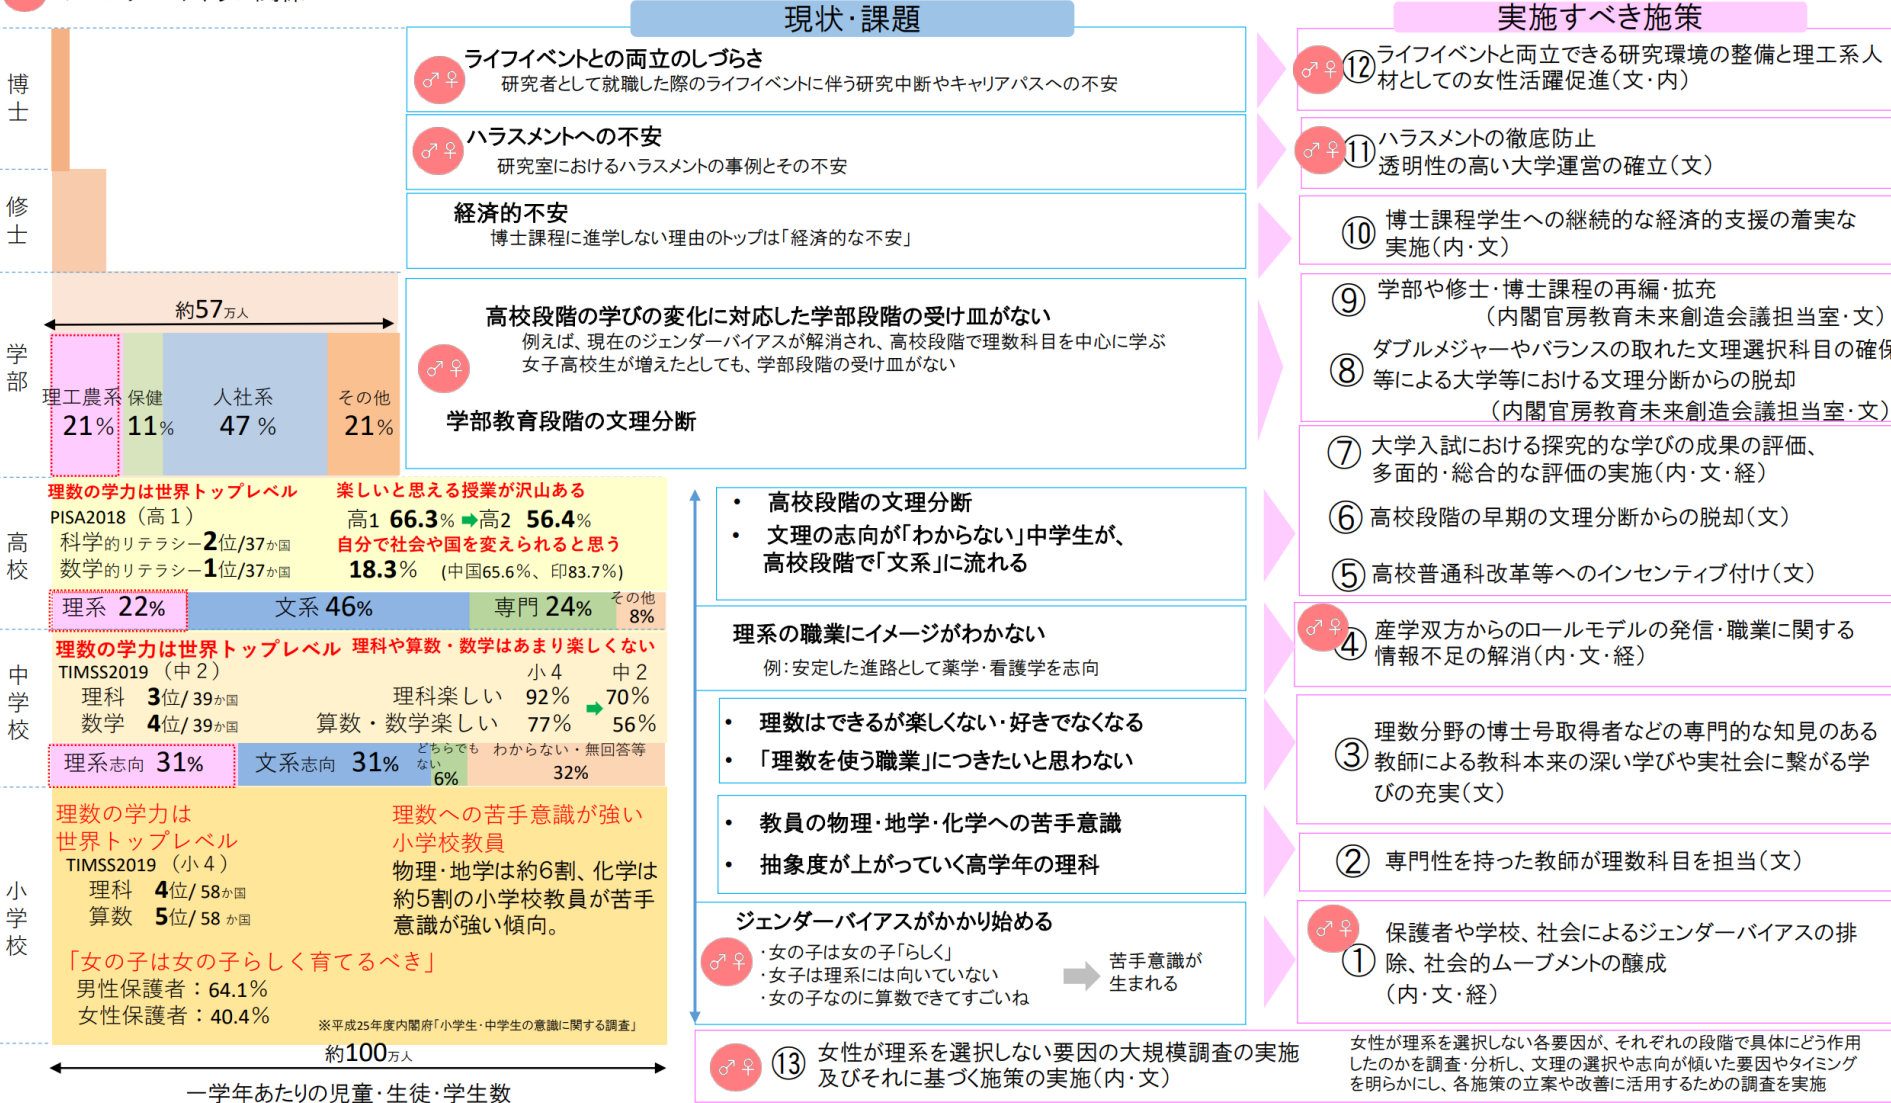 現状・課題
実施すべき施策
博士
修士
学部
高校
中学校
小学校
約57万人
理工農系
21%
保健
11%
人社系
47 %
その他
21%
理数の学力は世界トップレベル
PISA2018（高１）
科学的リテラシー2位/37か国
数学的リテラシー1位/37か国
楽しいと思える授業が沢山ある
高1 66.3% 高2 56.4%
自分で社会や国を変えられると思う
18.3% (中国65.6%、印83.7%)
理系 22%
文系 46%
専門 24%
その他
8%
理数の学力は世界トップレベル
TIMSS2019（中２）
理科 3位/ 39か国
数学 4位/39か国
理科や算数・数学はあまり楽しくない
小４ 中２
理科楽しい 92% 70%
算数・数学楽しい 77% 56%
理系志向 31%
文系志向 31%
どちらでも
ない
6%
わからない・無回答等
32%
理数の学力は
世界トップレベル
TIMSS2019（小４）
理科 4位/ 58か国
算数 5位/ 58 か国
理数への苦手意識が強い
小学校教員
物理・地学は約6割、化学は
約5割の小学校教員が苦手
意識が強い傾向。
「女の子は女の子らしく育てるべき」
男性保護者：64.1%
女性保護者：40.4%
※平成25年度内閣府「小学生・中学生の意識に関する調査」
約100万人
一学年あたりの児童・生徒・学生数
♂♀
ライフイベントとの両立のしづらさ
研究者として就職した際のライフイベントに伴う研究中断やキャリアパスへの不安
♂♀
ハラスメントへの不安
研究室におけるハラスメントの事例とその不安
経済的不安
博士課程に進学しない理由のトップは「経済的な不安」
♂♀
高校段階の学びの変化に対応した学部段階の受け皿がない
例えば、現在のジェンダーバイアスが解消され、高校段階で理数科目を中心に学ぶ
女子高校生が増えたとしても、学部段階の受け皿がない
学部教育段階の文理分断
• 高校段階の文理分断
• 文理の志向が「わからない」中学生が、
高校段階で「文系」に流れる
理系の職業にイメージがわかない
例：安定した進路として薬学・看護学を志向
• 理数はできるが楽しくない・好きでなくなる
• 「理数を使う職業」につきたいと思わない
• 教員の物理・地学・化学への苦手意識
• 抽象度が上がっていく高学年の理科
♂♀
ジェンダーバイアスがかかり始める
・女の子は女の子「らしく」
・女子は理系には向いていない
・女の子なのに算数できてすごいね
苦手意識が
生まれる
♂♀
⑫ライフイベントと両立できる研究環境の整備と理工系人
材としての女性活躍促進（文・内）
♂♀
⑪ハラスメントの徹底防止
透明性の高い大学運営の確立（文）
⑩博士課程学生への継続的な経済的支援の着実な
実施（内・文）
⑨学部や修士・博士課程の再編・拡充
（内閣官房教育未来創造会議担当室・文）
⑧ダブルメジャーやバランスの取れた文理選択科目の確保
等による大学等における文理分断からの脱却
（内閣官房教育未来創造会議担当室・文）
⑦大学入試における探究的な学びの成果の評価、
多面的・総合的な評価の実施（内・文・経）
⑥高校段階の早期の文理分断からの脱却（文）
⑤高校普通科改革等へのインセンティブ付け（文）
♂♀
④産学双方からのロールモデルの発信・職業に関する
情報不足の解消（内・文・経）
③理数分野の博士号取得者などの専門的な知見のある
教師による教科本来の深い学びや実社会に繋がる学
びの充実（文）
②専門性を持った教師が理数科目を担当（文）
♂♀
①保護者や学校、社会によるジェンダーバイアスの排
除、社会的ムーブメントの醸成
（内・文・経）
♂♀
⑬女性が理系を選択しない要因の大規模調査の実施
及びそれに基づく施策の実施（内・文）
女性が理系を選択しない各要因が、それぞれの段階で具体にどう作用
したのかを調査・分析し、文理の選択や志向が傾いた要因やタイミング
を明らかにし、各施策の立案や改善に活用するための調査を実施